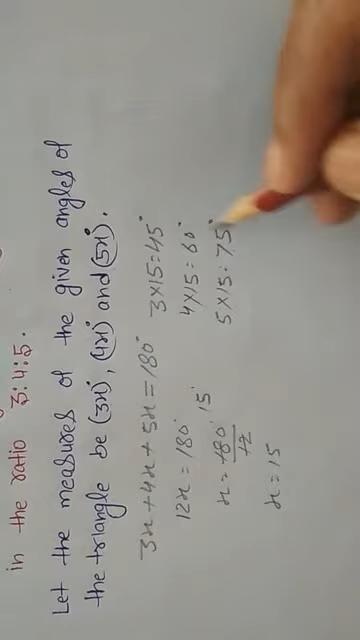 in the ratio 3:4:5.
Let the measures of the given angles of
the triangle be (3x)°, (4x)° and (5x)°.
3x + 4x + 5x = 180°
12x = 180°
x = 180° 15°
12
x = 15
3 × 15 = 45°
4 × 15 = 60°
5 × 15 = 75°